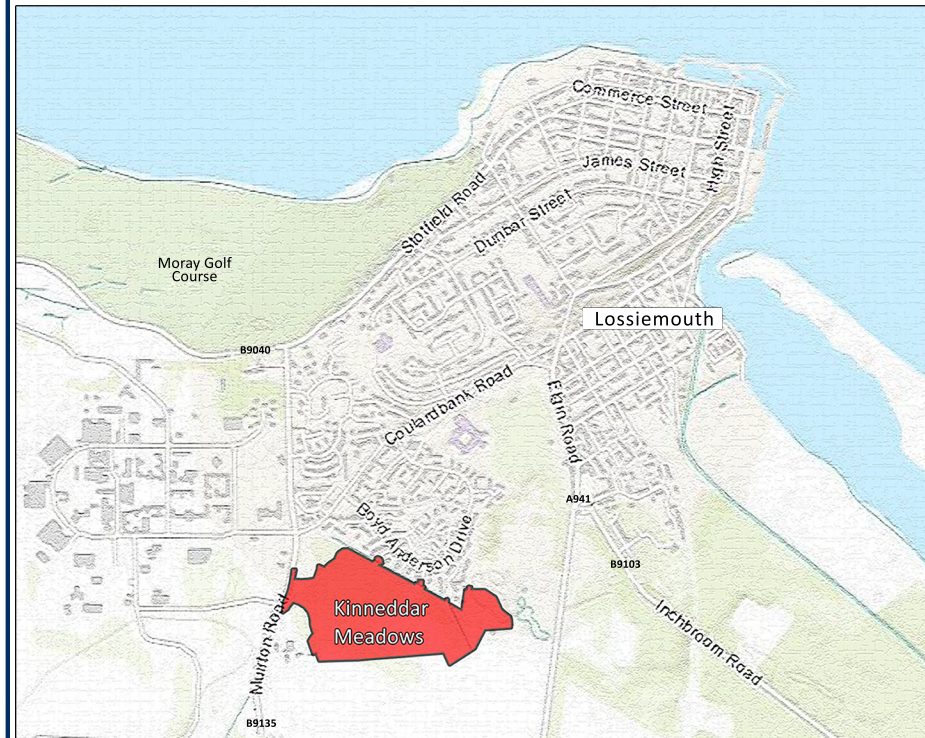 Commerce Street
High Street
James Street
Stotfield Road
Dunbar Street
Moray Golf
Course
Lossiemouth
B9040
Coulardbank Road
Elgin Road
A941
Boyd Anderson Drive
B9103
Kinneddar
Meadows
Inchbroom Road
Muirton Road
B9135